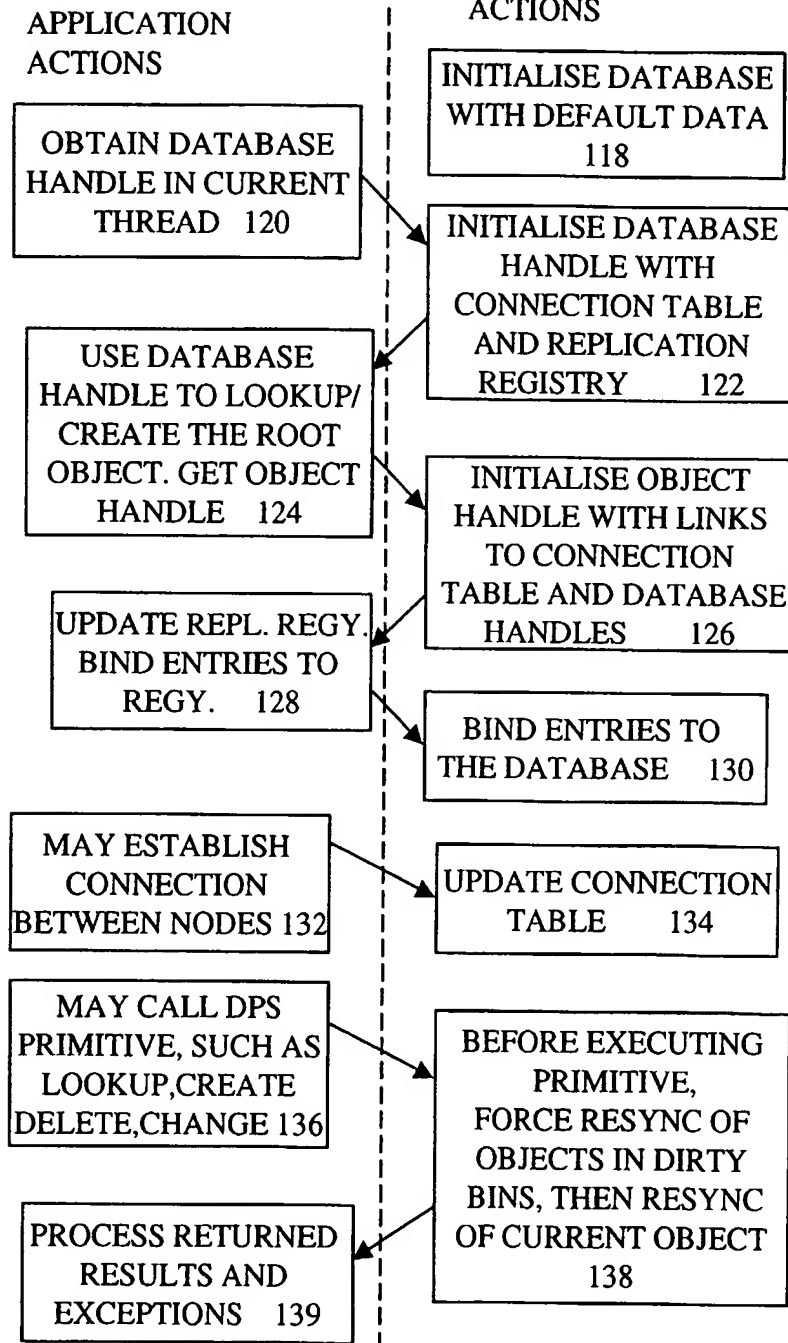 APPLICATION
ACTIONS
ACTIONS
INITIALISE DATABASE
WITH DEFAULT DATA
118
OBTAIN DATABASE
HANDLE IN CURRENT
THREAD 120
INITIALISE DATABASE
HANDLE WITH
CONNECTION TABLE
AND REPLICATION
REGISTRY 122
USE DATABASE
HANDLE TO LOOKUP/
CREATE THE ROOT
OBJECT. GET OBJECT
HANDLE 124
INITIALISE OBJECT
HANDLE WITH LINKS
TO CONNECTION
TABLE AND DATABASE
HANDLES 126
UPDATE REPL. REGY.
BIND ENTRIES TO
REGY. 128
BIND ENTRIES TO
THE DATABASE 130
MAY ESTABLISH
CONNECTION
BETWEEN NODES 132
UPDATE CONNECTION
TABLE 134
MAY CALL DPS
PRIMITIVE, SUCH AS
LOOKUP,CREATE
DELETE,CHANGE 136
BEFORE EXECUTING
PRIMITIVE,
FORCE RESYNC OF
OBJECTS IN DIRTY
BINS, THEN RESYNC
OF CURRENT OBJECT
138
PROCESS RETURNED
RESULTS AND
EXCEPTIONS 139